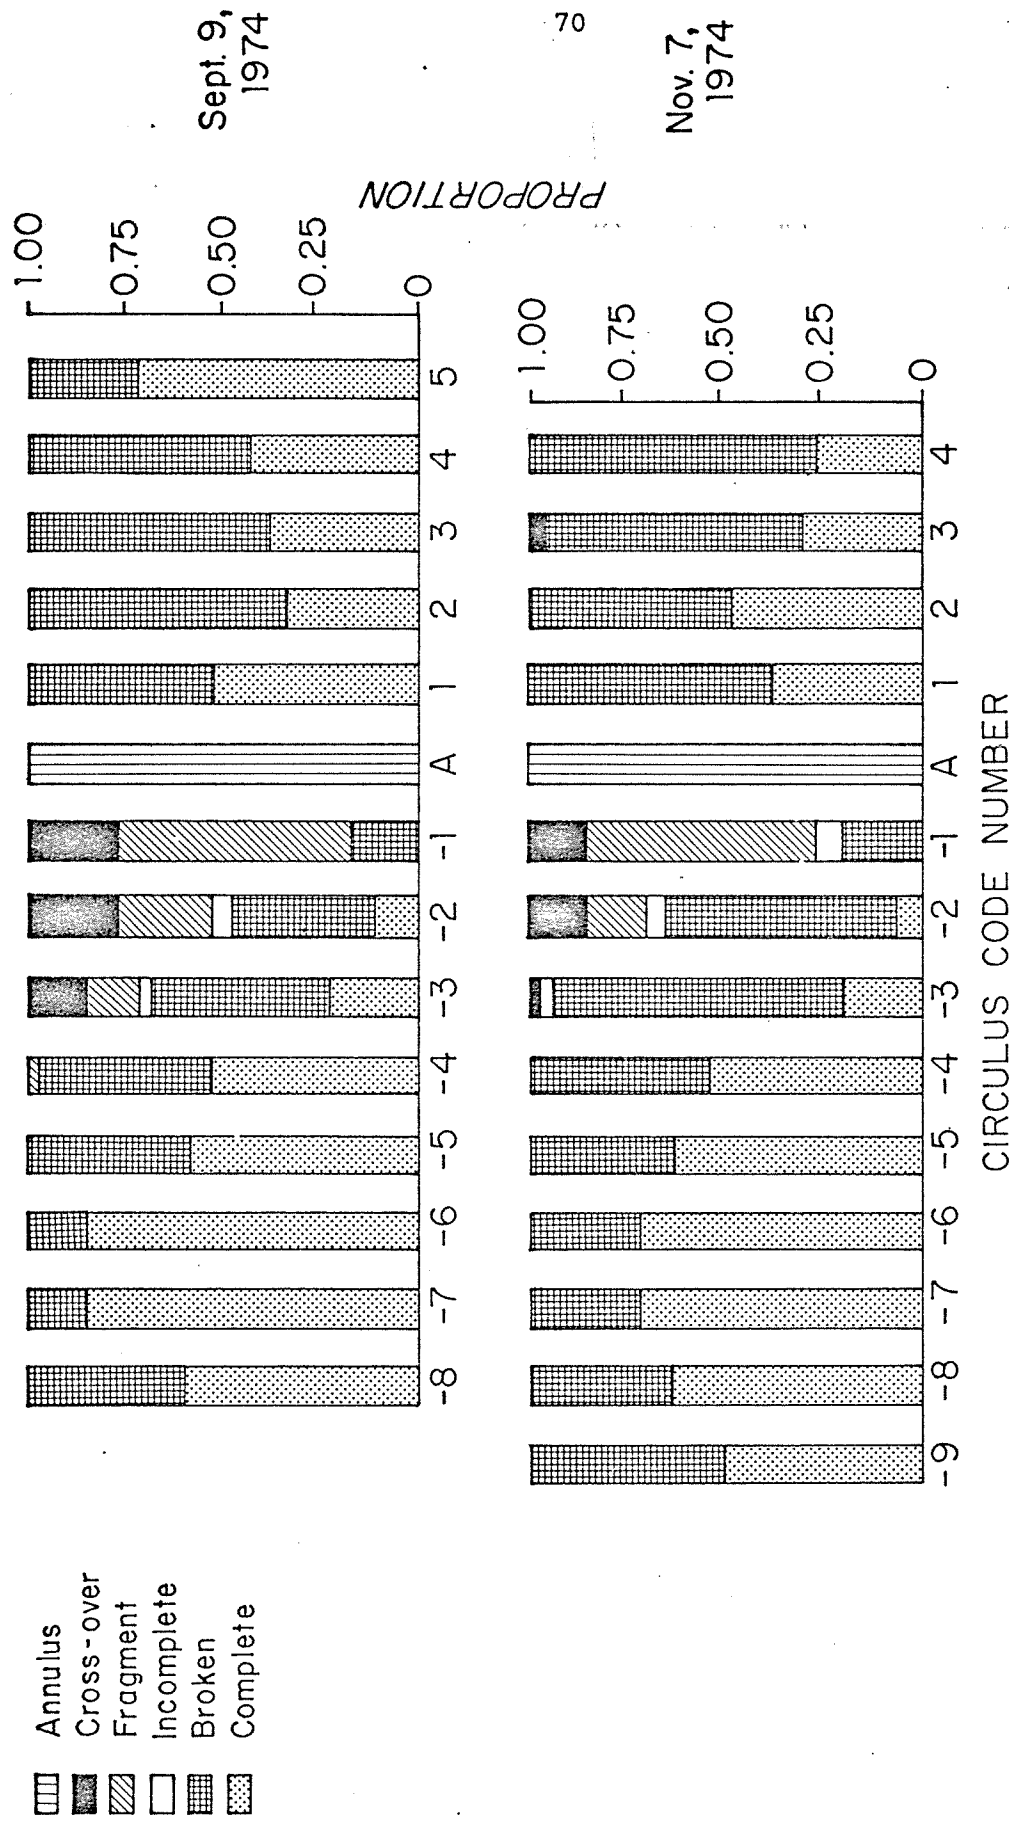 70
Annulus
Cross-over
Fragment
Incomplete
Broken
Complete
Sept. 9,
1974
PROPORTION
1.00
0.75
0.50
0.25
0
-8 -7 -6 -5 -4 -3 -2 -1 A 1 2 3 4 5
Nov. 7,
1974
1.00
0.75
0.50
0.25
0
-9 -8 -7 -6 -5 -4 -3 -2 -1 A 1 2 3 4
CIRCULUS CODE NUMBER